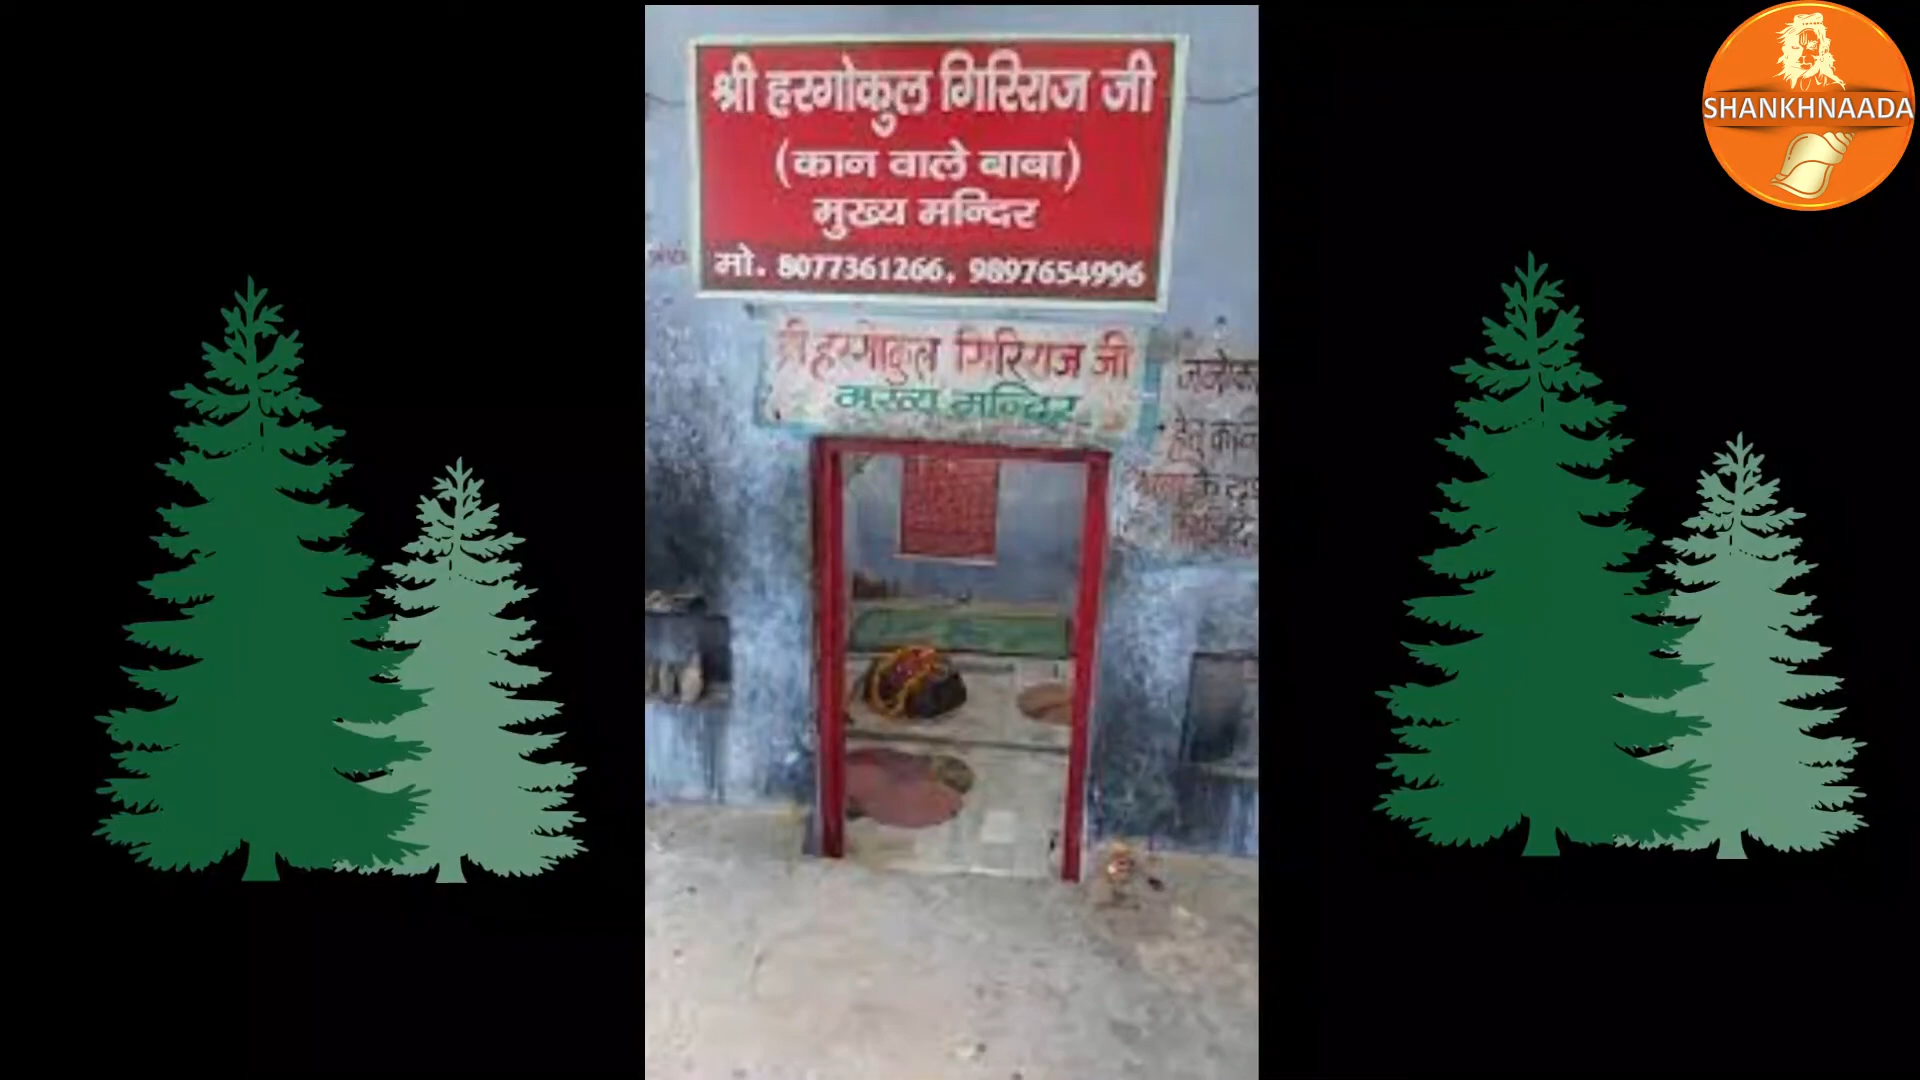 श्री हरगोकुल गिरिराज जी
(कान वाले बाबा)
मुख्य मन्दिर
मो. 8077361266, 9897654996
श्री हरगोकुल गिरिराज जी
मुख्य मन्दिर
SHANKHNAADA